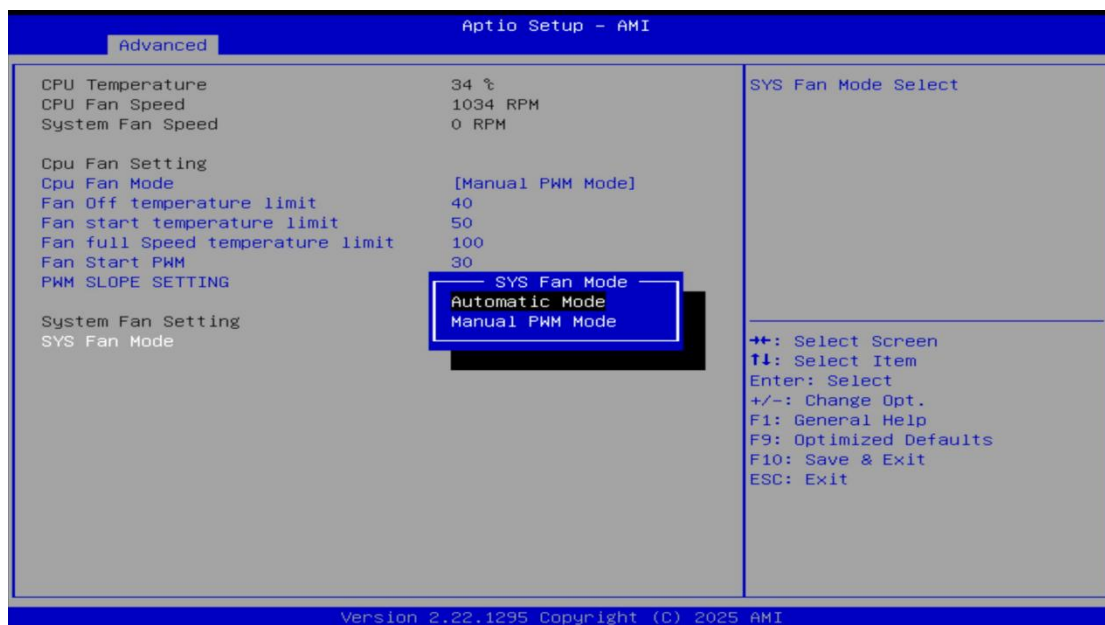 Aptio Setup – AMI
Advanced
CPU Temperature 34 ℃
CPU Fan Speed 1034 RPM
System Fan Speed 0 RPM
Cpu Fan Setting
Cpu Fan Mode [Manual PWM Mode]
Fan Off temperature limit 40
Fan start temperature limit 50
Fan full Speed temperature limit 100
Fan Start PWM 30
PWM SLOPE SETTING
System Fan Setting
SYS Fan Mode
SYS Fan Mode
Automatic Mode
Manual PWM Mode
SYS Fan Mode Select
→←: Select Screen
↑↓: Select Item
Enter: Select
+/-: Change Opt.
F1: General Help
F9: Optimized Defaults
F10: Save & Exit
ESC: Exit
Version 2.22.1295 Copyright (C) 2025 AMI